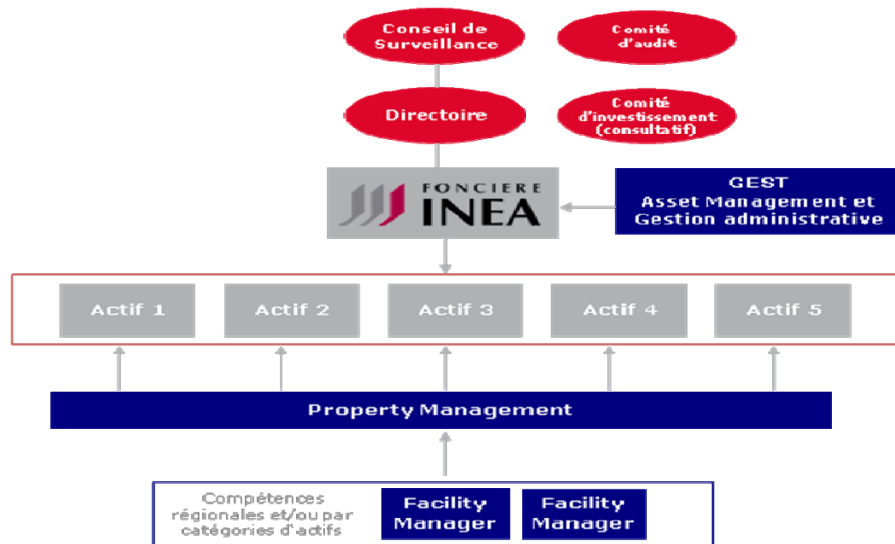 Conseil de
Surveillance
Comité
d'audit
Directoire
Comité
d'investissement
(consultatif)
FONCIERE
INEA
GEST
Asset Management et
Gestion administrative
Actif 1
Actif 2
Actif 3
Actif 4
Actif 5
Property Management
Compétences
régionales et/ou par
catégories d'actifs
Facility
Manager
Facility
Manager